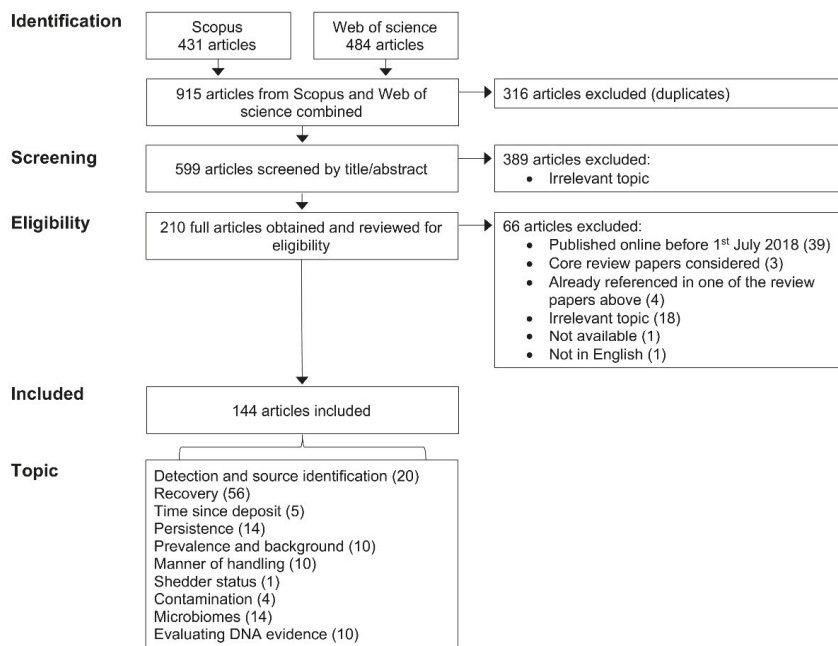 Identification
Scopus
431 articles
Web of science
484 articles
915 articles from Scopus and Web of
science combined
316 articles excluded (duplicates)
Screening
599 articles screened by title/abstract
389 articles excluded:
• Irrelevant topic
Eligibility
210 full articles obtained and reviewed for
eligibility
66 articles excluded:
• Published online before 1st July 2018 (39)
• Core review papers considered (3)
• Already referenced in one of the review
papers above (4)
• Irrelevant topic (18)
• Not available (1)
• Not in English (1)
Included
144 articles included
Topic
Detection and source identification (20)
Recovery (56)
Time since deposit (5)
Persistence (14)
Prevalence and background (10)
Manner of handling (10)
Shedder status (1)
Contamination (4)
Microbiomes (14)
Evaluating DNA evidence (10)